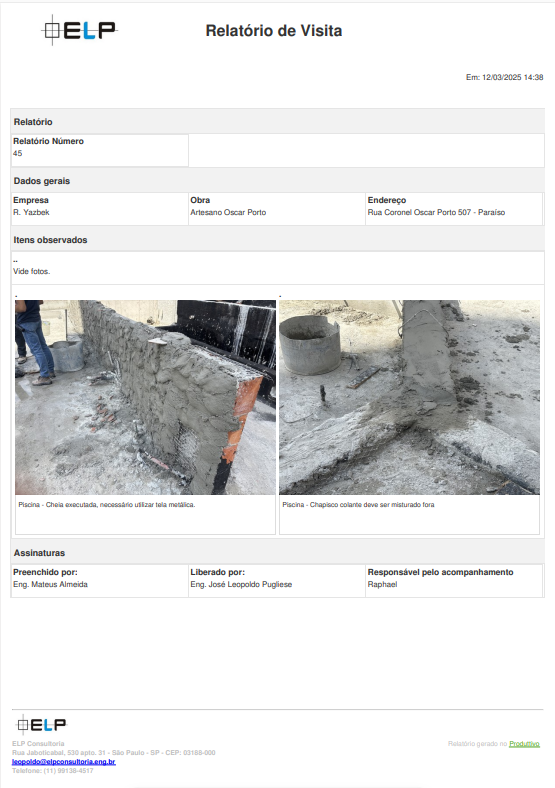 ELP
Relatório de Visita
Em: 12/03/2025 14:38
Relatório
Relatório Número
45
Dados gerais
Empresa Obra Endereço
R. Yazbek Artesano Oscar Porto Rua Coronel Oscar Porto 507 - Paraíso
Itens observados
..
Vide fotos.
. .
Piscina - Cheia executada, necessário utilizar tela metálica. Piscina - Chapisco colante deve ser misturado fora
Assinaturas
Preenchido por: Liberado por: Responsável pelo acompanhamento
Eng. Mateus Almeida Eng. José Leopoldo Pugliese Raphael
ELP
ELP Consultoria Relatório gerado no Produttivo
Rua Jaboticabal, 530 apto. 31 - São Paulo - SP - CEP: 03188-000
leopoldo@elpconsultoria.eng.br
Telefone: (11) 99138-4517